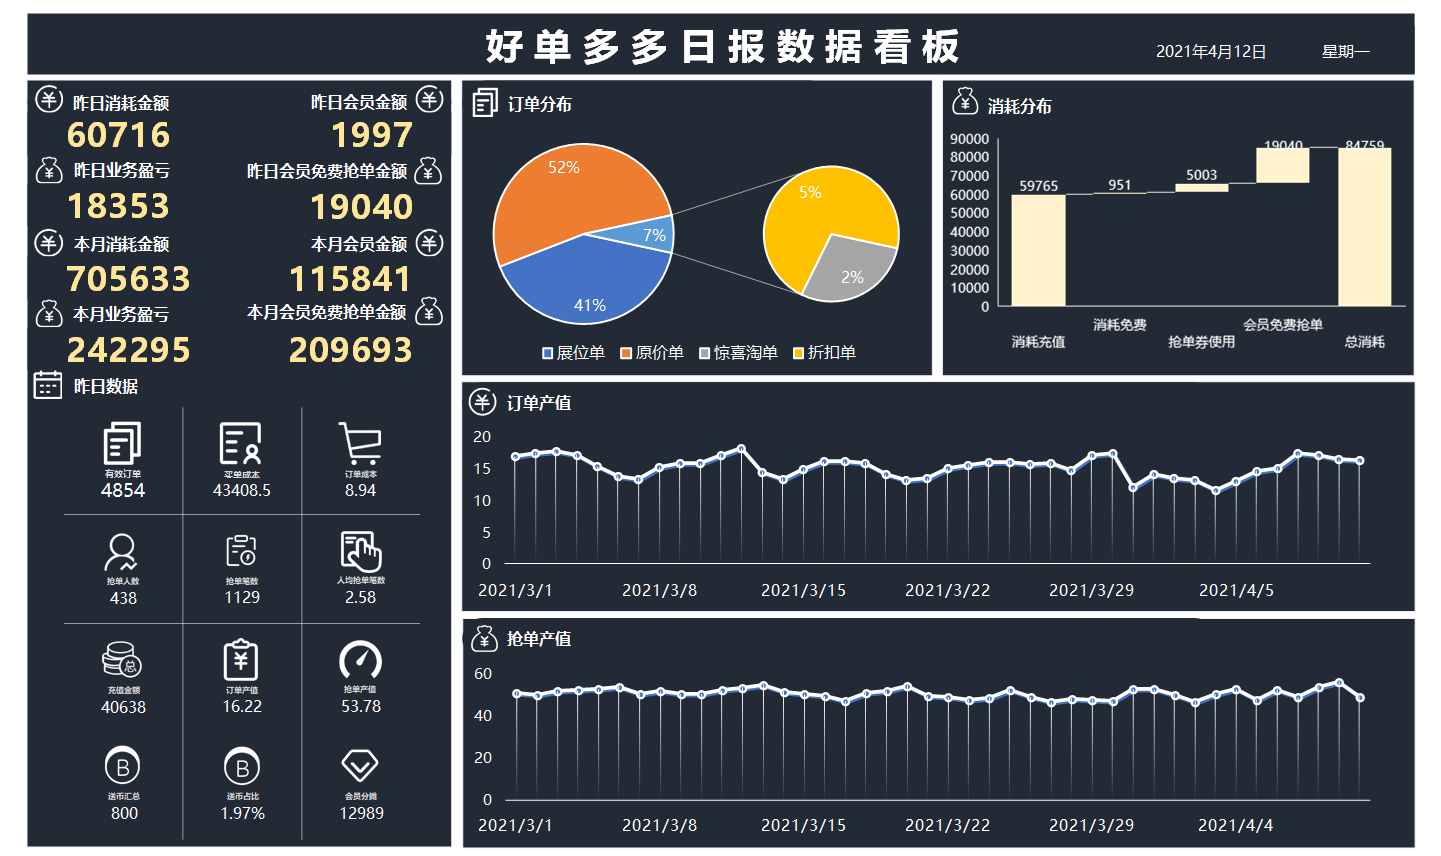 好单多多日报数据看板
2021年4月12日 星期一
昨日消耗金额 昨日会员金额
60716 1997
昨日业务盈亏 昨日会员免费抢单金额
18353 19040
本月消耗金额 本月会员金额
705633 115841
本月业务盈亏 本月会员免费抢单金额
242295 209693
昨日数据
有效订单 买单成本 订单成本
4854 43408.5 8.94
抢单人数 抢单笔数 人均抢单笔数
438 1129 2.58
总
充值金额 订单产值 抢单产值
40638 16.22 53.78
B B
送币汇总 送币占比 会员分摊
800 1.97% 12989
订单分布
52%
7%
41%
5%
2%
展位单 原价单 惊喜淘单 折扣单
消耗分布
90000
80000
70000
60000
50000
40000
30000
20000
10000
0
59765 951 5003 19040 84759
消耗免费 会员免费抢单
消耗充值 抢单券使用 总消耗
订单产值
20
15
10
5
0
2021/3/1 2021/3/8 2021/3/15 2021/3/22 2021/3/29 2021/4/5
抢单产值
60
40
20
0
2021/3/1 2021/3/8 2021/3/15 2021/3/22 2021/3/29 2021/4/4